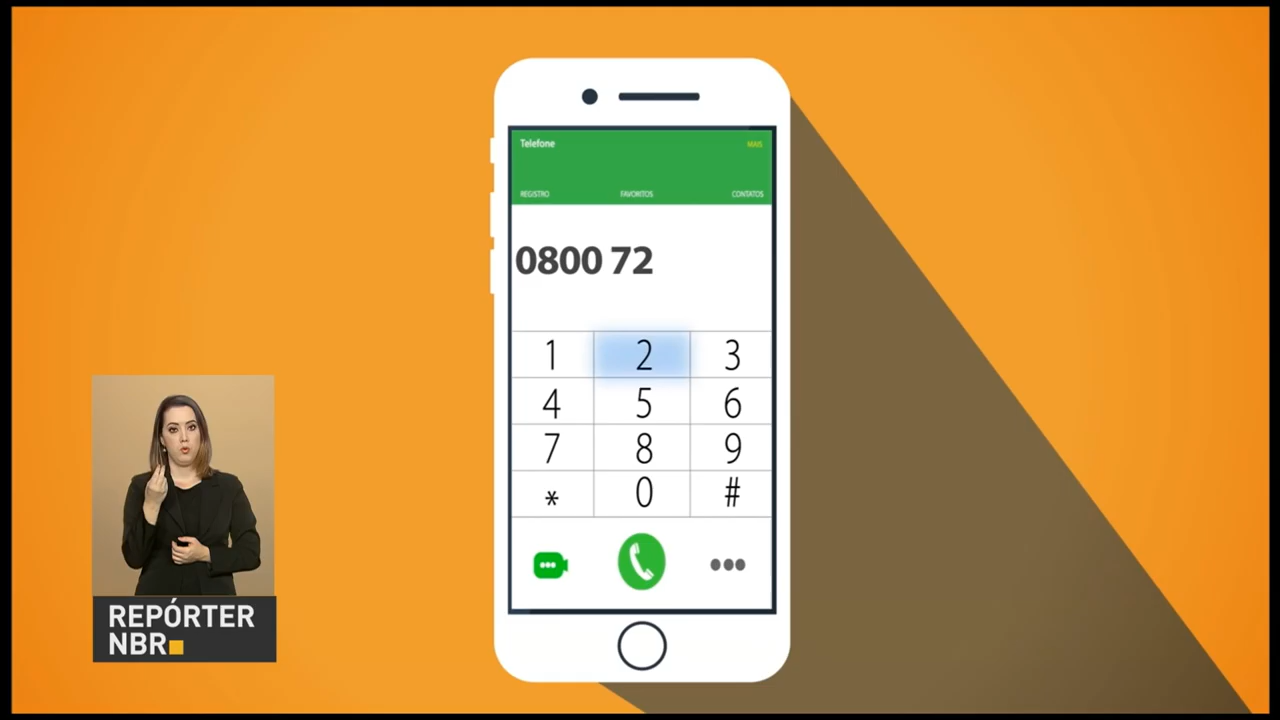 Telefone
MAIS
REGISTRO
FAVORITOS
CONTATOS
0800 72
1 2 3
4 5 6
7 8 9
* 0 #
REPÓRTER
NBR